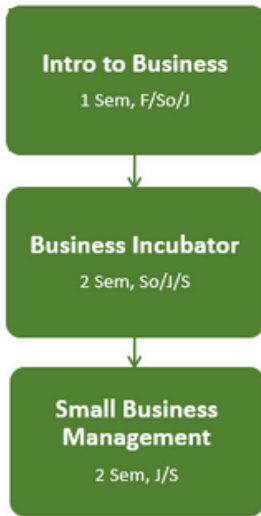 Intro to Business
1 Sem, F/So/J
Business Incubator
2 Sem, So/J/S
Small Business
Management
2 Sem, J/S